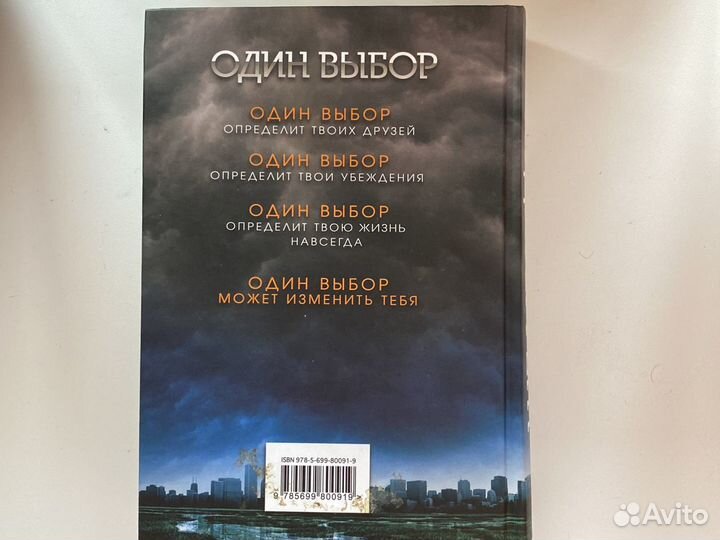 ОДИН ВЫБОР
ОДИН ВЫБОР
ОПРЕДЕЛИТ ТВОИХ ДРУЗЕЙ
ОДИН ВЫБОР
ОПРЕДЕЛИТ ТВОИ УБЕЖДЕНИЯ
ОДИН ВЫБОР
ОПРЕДЕЛИТ ТВОЮ ЖИЗНЬ
НАВСЕГДА
ОДИН ВЫБОР
МОЖЕТ ИЗМЕНИТЬ ТЕБЯ
ISBN 978-5-699-80091-9
9 785699 800919 >
Avito